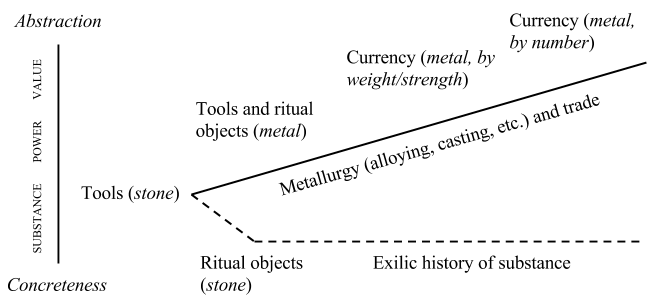 Abstraction
Currency (metal,
by number)
Currency (metal, by
weight/strength)
VALUE
Tools and ritual
objects (metal)
POWER
Metallurgy (alloying, casting, etc.) and trade
Tools (stone)
SUBSTANCE
Ritual objects
(stone)
Exilic history of substance
Concreteness